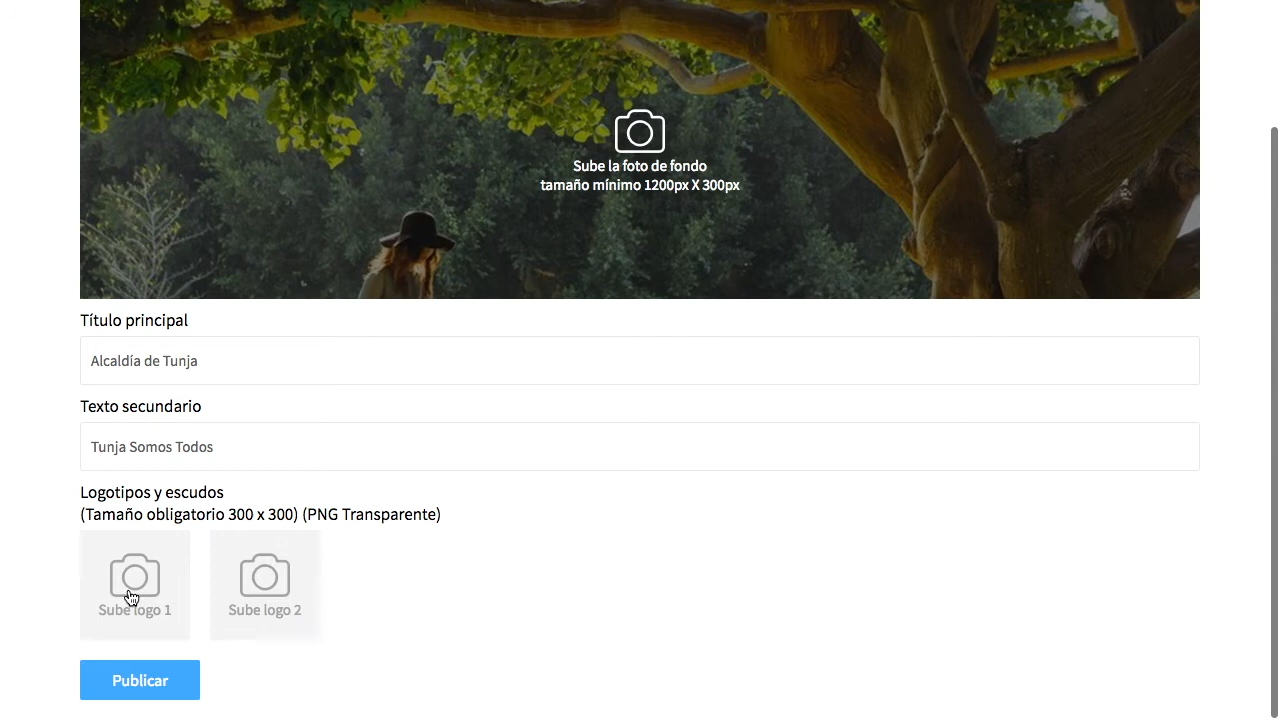 Sube la foto de fondo
tamaño mínimo 1200px X 300px
Título principal
Alcaldía de Tunja
Texto secundario
Tunja Somos Todos
Logotipos y escudos
(Tamaño obligatorio 300 x 300) (PNG Transparente)
Sube logo 1
Sube logo 2
Publicar